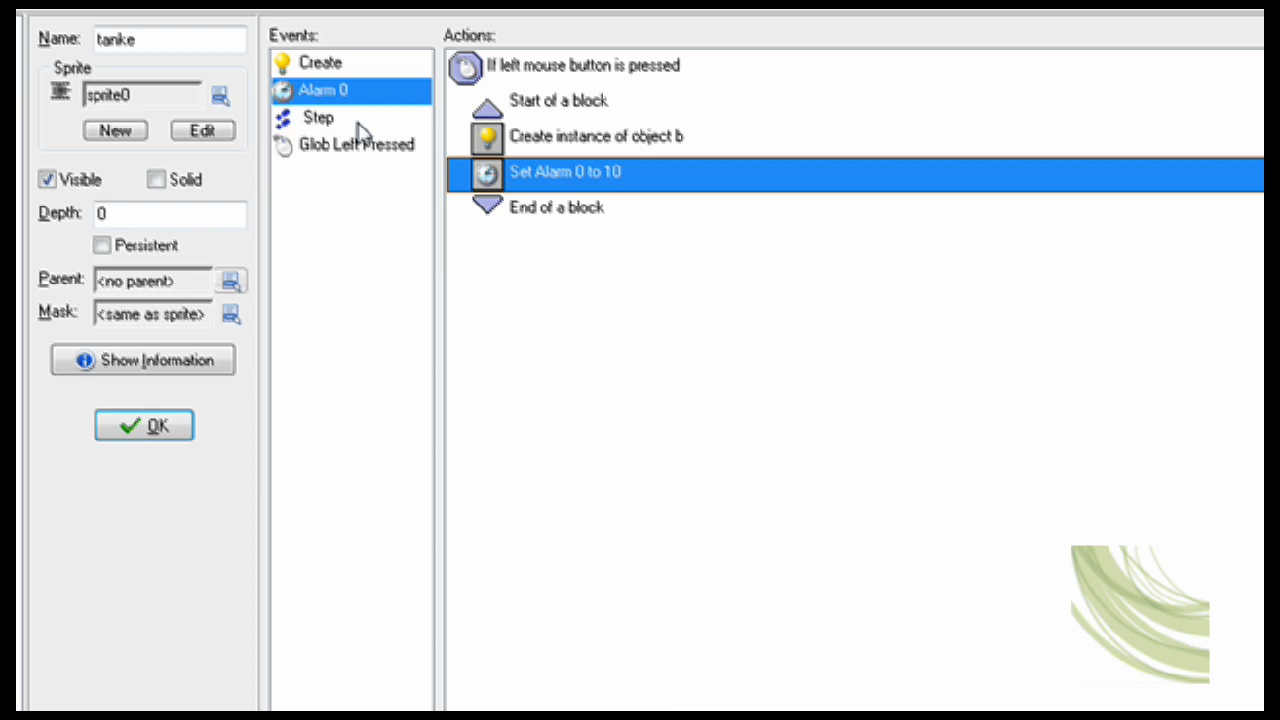 Name: tanke
Sprite
sprite0
New Edit
Visible Solid
Depth: 0
Persistent
Parent: <no parent>
Mask: <same as sprite>
Show Information
OK
Events:
Create
Alarm 0
Step
Glob Left Pressed
Actions:
If left mouse button is pressed
Start of a block
Create instance of object b
Set Alarm 0 to 10
End of a block